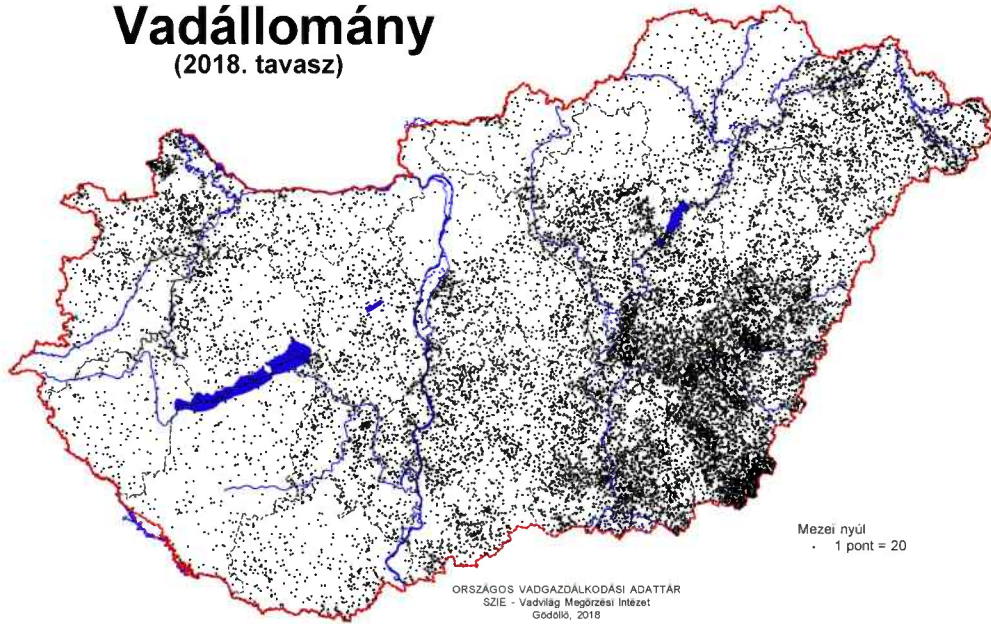 Vadállomány
(2018. tavasz)
Mezei nyúl
. 1 pont = 20
ORSZÁGOS VADGAZDÁLKODÁSI ADATTÁR
SZIE - Vadvilág Megőrzési Intézet
Gödöllő, 2018